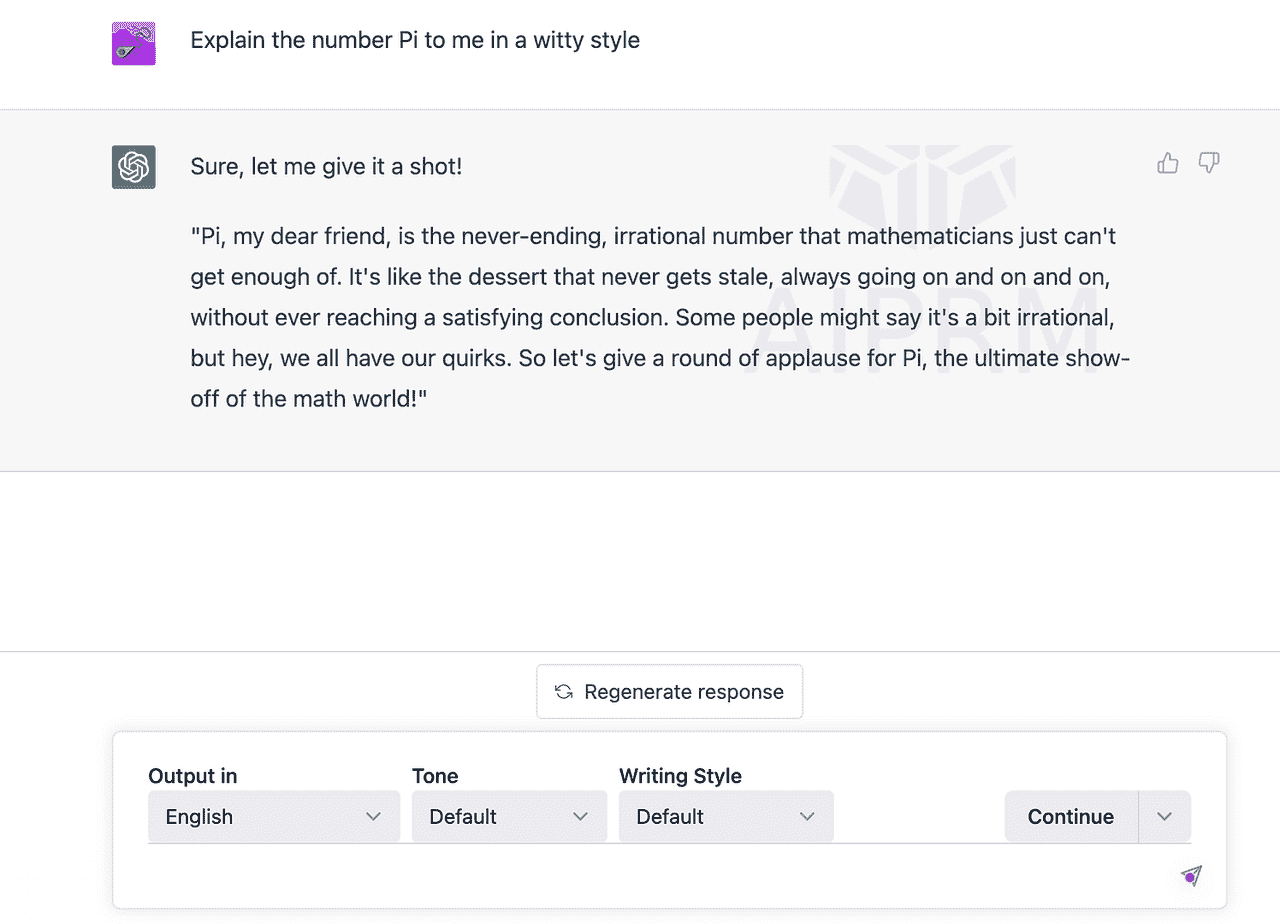 Explain the number Pi to me in a witty style
Sure, let me give it a shot!
"Pi, my dear friend, is the never-ending, irrational number that mathematicians just can't
get enough of. It's like the dessert that never gets stale, always going on and on and on,
without ever reaching a satisfying conclusion. Some people might say it's a bit irrational,
but hey, we all have our quirks. So let's give a round of applause for Pi, the ultimate show-
off of the math world!"
AIPRM
Regenerate response
Output in Tone Writing Style
English Default Default Continue